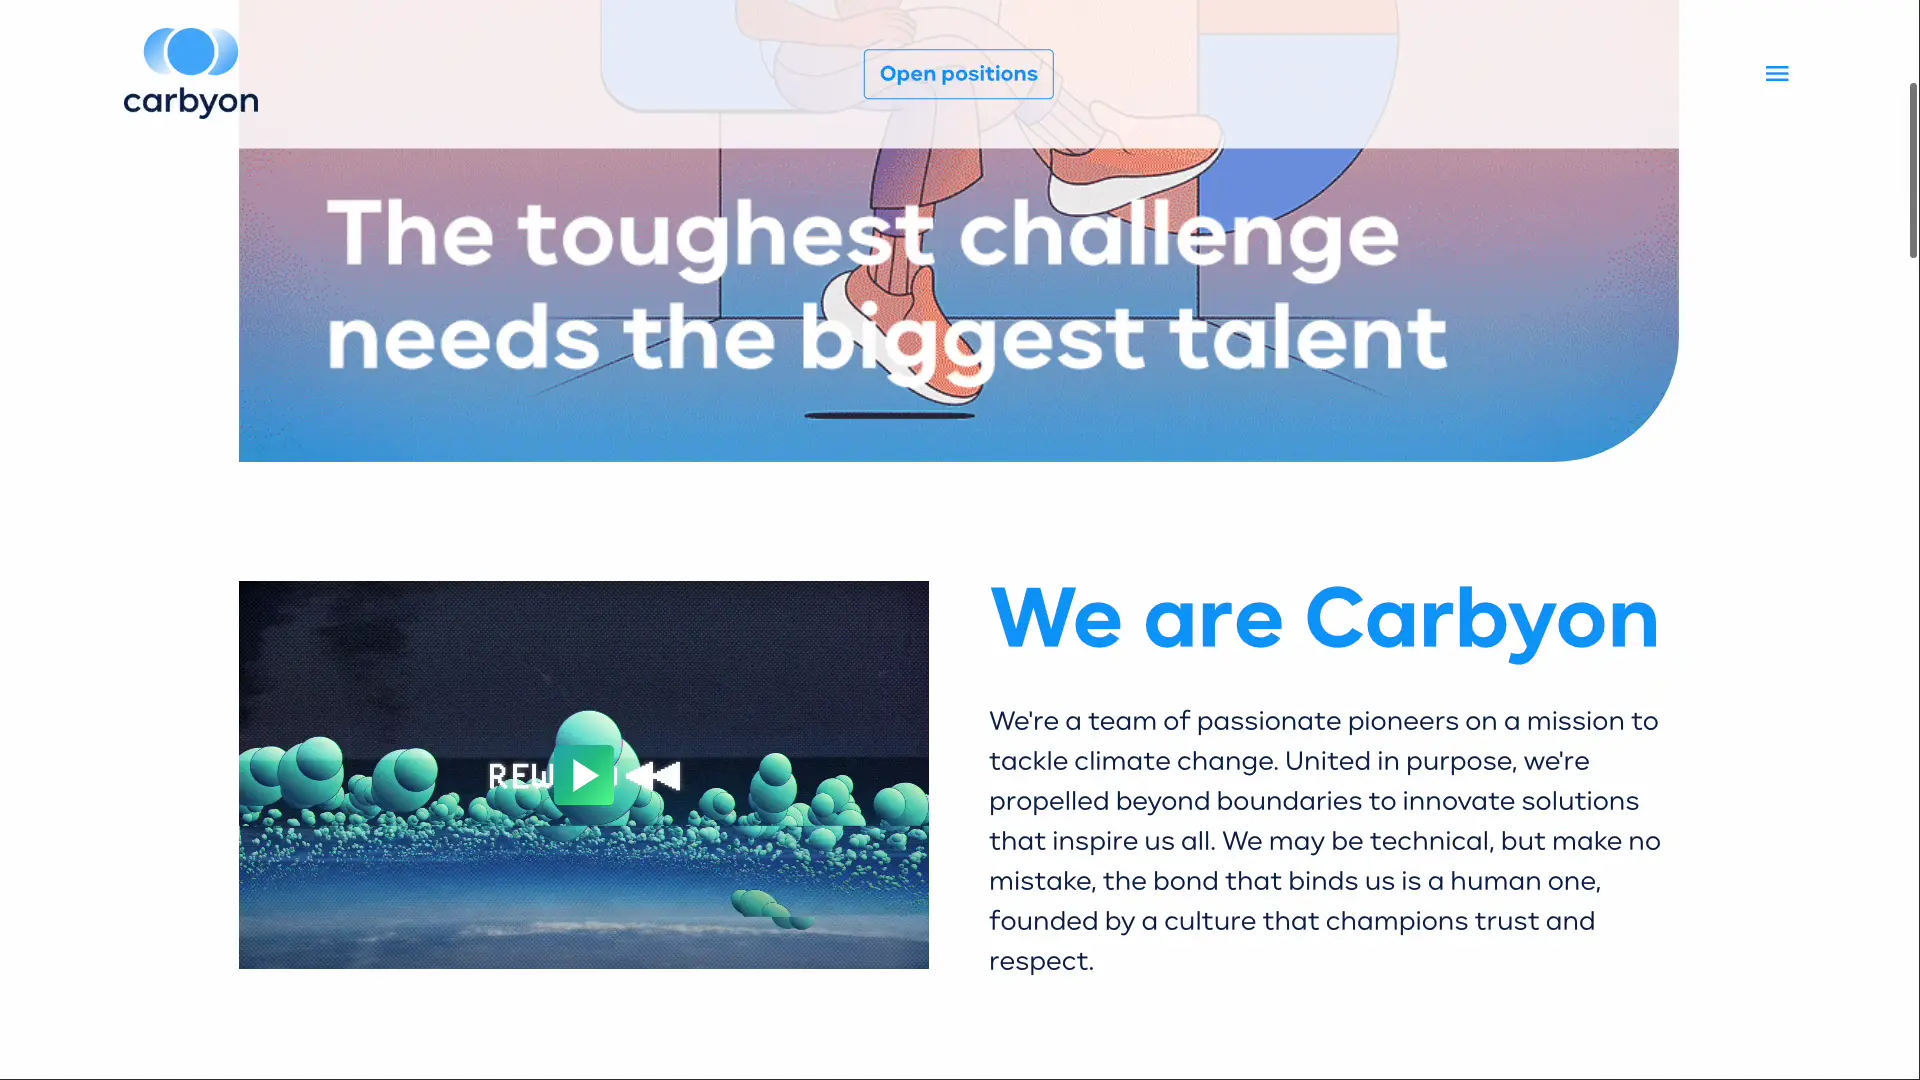 carbyon
Open positions
The toughest challenge
needs the biggest talent
We are Carbyon
We're a team of passionate pioneers on a mission to
tackle climate change. United in purpose, we're
propelled beyond boundaries to innovate solutions
that inspire us all. We may be technical, but make no
mistake, the bond that binds us is a human one,
founded by a culture that champions trust and
respect.